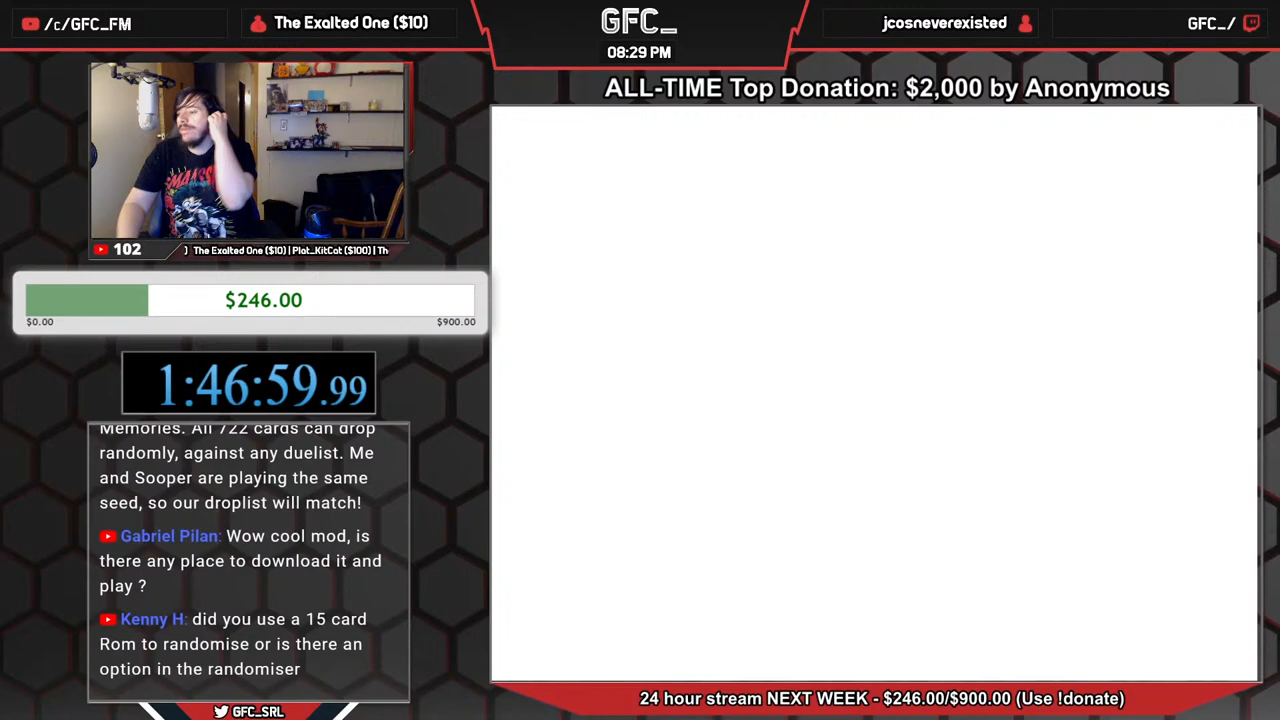 /c/GFC_FM
The Exalted One ($10)
GFC_
08:29 PM
jcosneverexisted
GFC_/
ALL-TIME Top Donation: $2,000 by Anonymous
102
) The Exalted One ($10) | Plat_KitCat ($100) | Th
$246.00
$0.00
$900.00
1:46:59.99
Memories. All 722 cards can drop
randomly, against any duelist. Me
and Sooper are playing the same
seed, so our droplist will match!
Gabriel Pilan: Wow cool mod, is
there any place to download it and
play ?
Kenny H: did you use a 15 card
Rom to randomise or is there an
option in the randomiser
GFC_SRL
24 hour stream NEXT WEEK - $246.00/$900.00 (Use !donate)